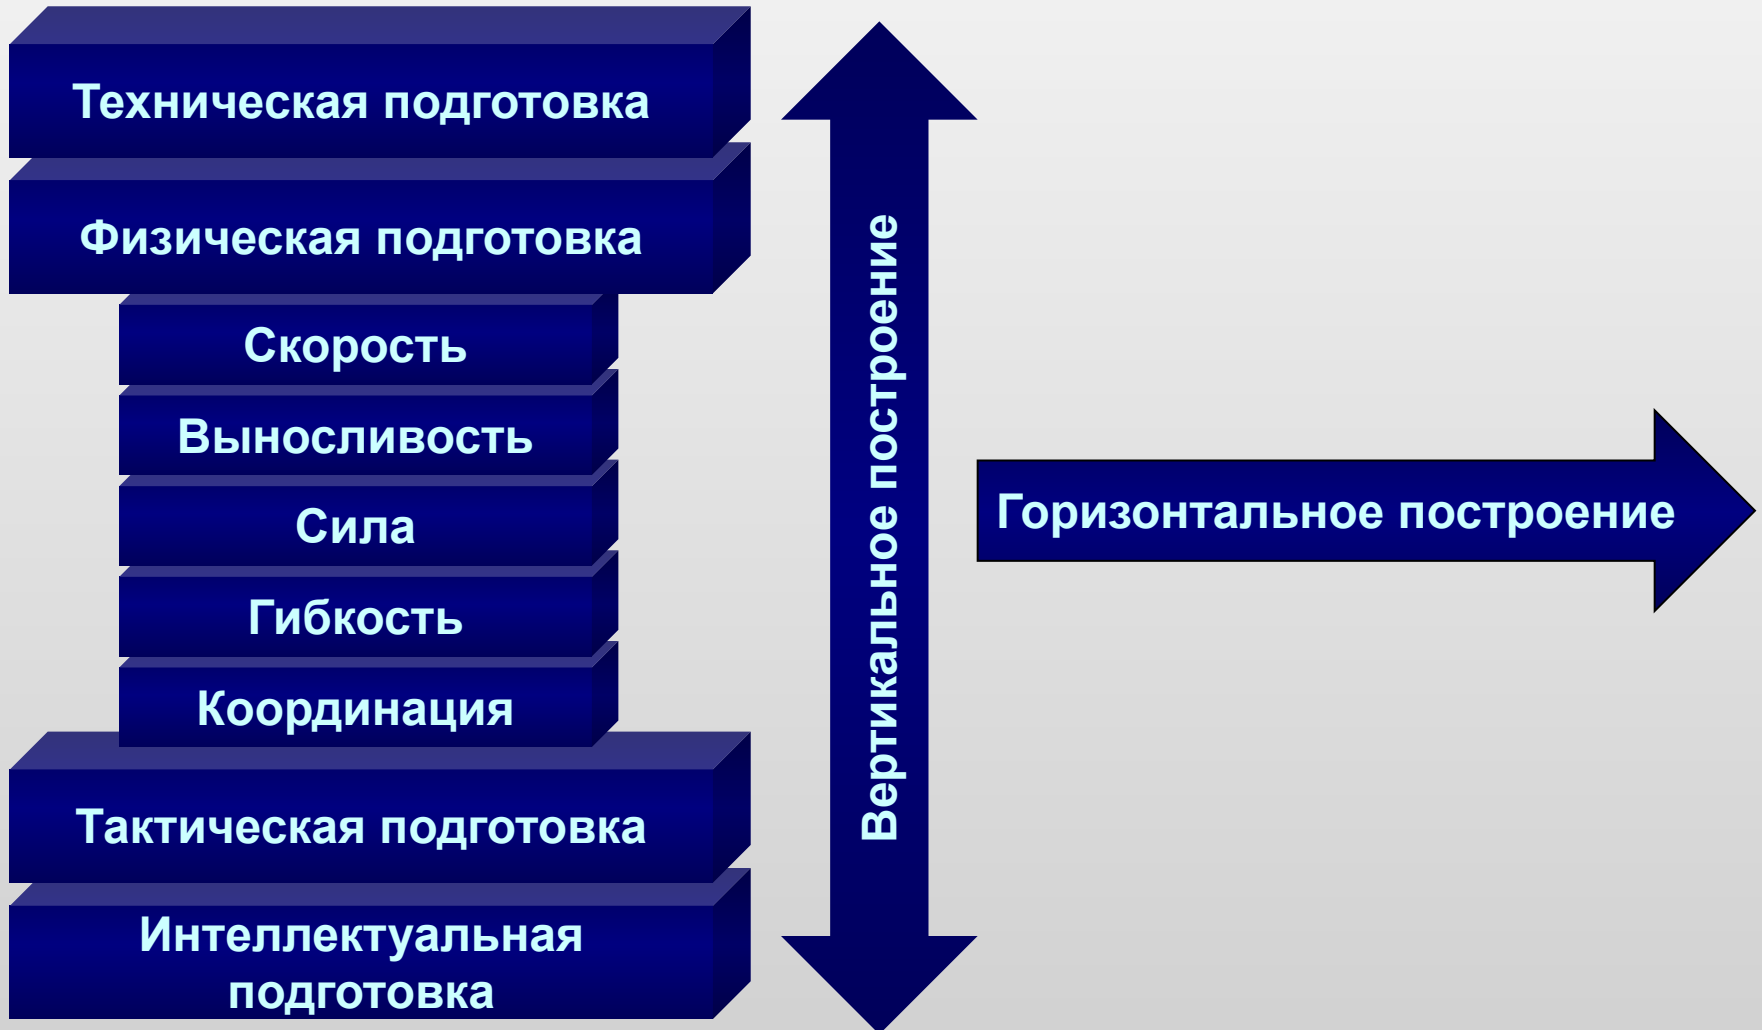 Техническая подготовка
Физическая подготовка
Скорость
Выносливость
Сила
Гибкость
Координация
Тактическая подготовка
Интеллектуальная
подготовка
Вертикальное построение
Горизонтальное построение